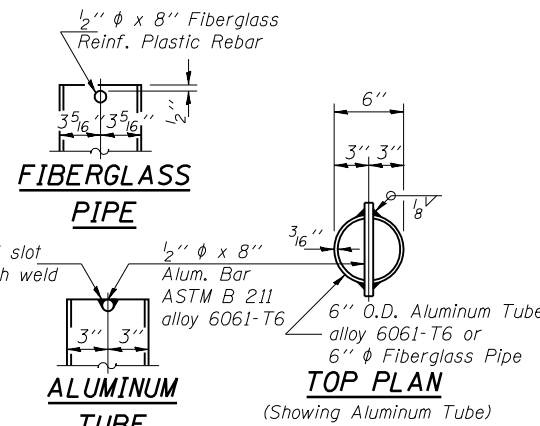 1/2" ϕ x 8" Fiberglass
Reinf. Plastic Rebar
3 5/16" 3 5/16"
1/2"
FIBERGLASS
PIPE
6"
3" 3"
1/8
3/16"
slot
weld
1/2" ϕ x 8"
Alum. Bar
ASTM B 211
alloy 6061-T6
3" 3"
ALUMINUM
TUBE
6" O.D. Aluminum Tube
alloy 6061-T6 or
6" ϕ Fiberglass Pipe
TOP PLAN
(Showing Aluminum Tube)